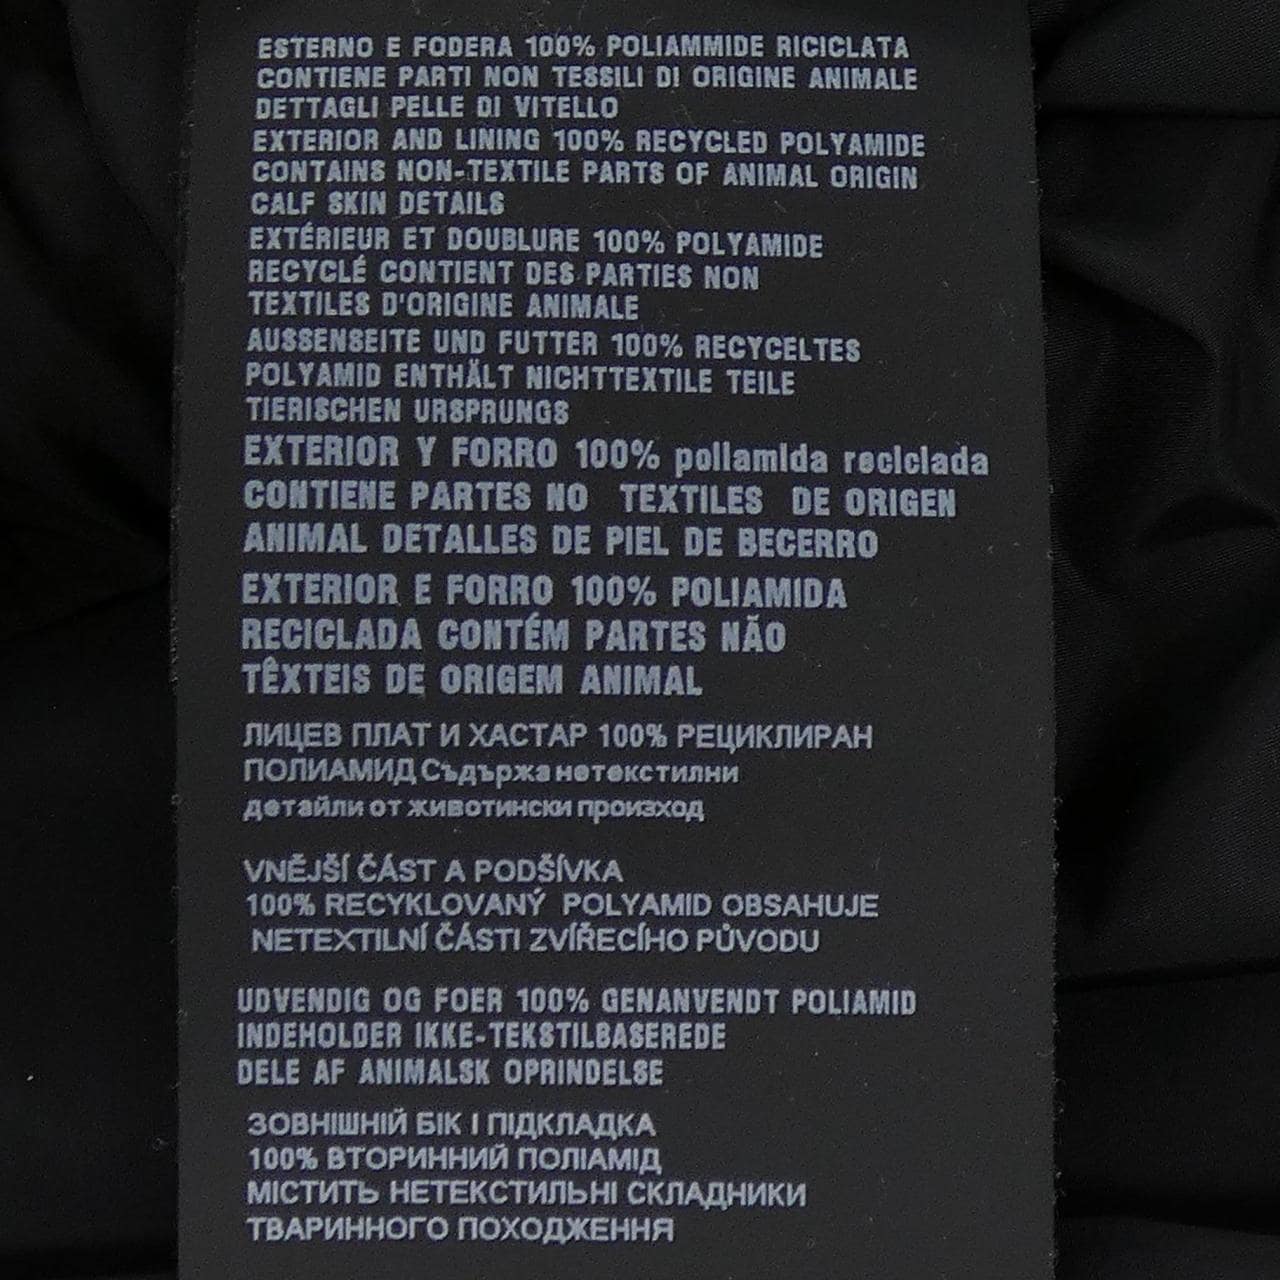 ESTERNO E FODERA 100% POLIAMMIDE RICICLATA
CONTIENE PARTI NON TESSILI DI ORIGINE ANIMALE
DETTAGLI PELLE DI VITELLO
EXTERIOR AND LINING 100% RECYCLED POLYAMIDE
CONTAINS NON-TEXTILE PARTS OF ANIMAL ORIGIN
CALF SKIN DETAILS
EXTÉRIEUR ET DOUBLURE 100% POLYAMIDE
RECYCLÉ CONTIENT DES PARTIES NON
TEXTILES D'ORIGINE ANIMALE
AUSSENSEITE UND FUTTER 100% RECYCELTES
POLYAMID ENTHÄLT NICHTTEXTILE TEILE
TIERISCHEN URSPRUNGS
EXTERIOR Y FORRO 100% poliamida reciclada
CONTIENE PARTES NO TEXTILES DE ORIGEN
ANIMAL DETALLES DE PIEL DE BECERRO
EXTERIOR E FORRO 100% POLIAMIDA
RECICLADA CONTÉM PARTES NÃO
TÊXTEIS DE ORIGEM ANIMAL
ЛИЦЕВ ПЛАТ И ХАСТАР 100% РЕЦИКЛИРАН
ПОЛИАМИД Съдържа нетекстилни
детайли от животински произход
VNĚJŠÍ ČÁST A PODŠÍVKA
100% RECYKLOVANÝ POLYAMID OBSAHUJE
NETEXTILNÍ ČÁSTI ZVÍŘECÍHO PŮVODU
UDVENDIG OG FOER 100% GENANVENDT POLIAMID
INDEHOLDER IKKE-TEKSTILBASEREDE
DELE AF ANIMALSK OPRINDELSE
ЗОВНІШНІЙ БІК І ПІДКЛАДКА
100% ВТОРИННИЙ ПОЛІАМІД
МІСТИТЬ НЕТЕКСТИЛЬНІ СКЛАДНИКИ
ТВАРИННОГО ПОХОДЖЕННЯ